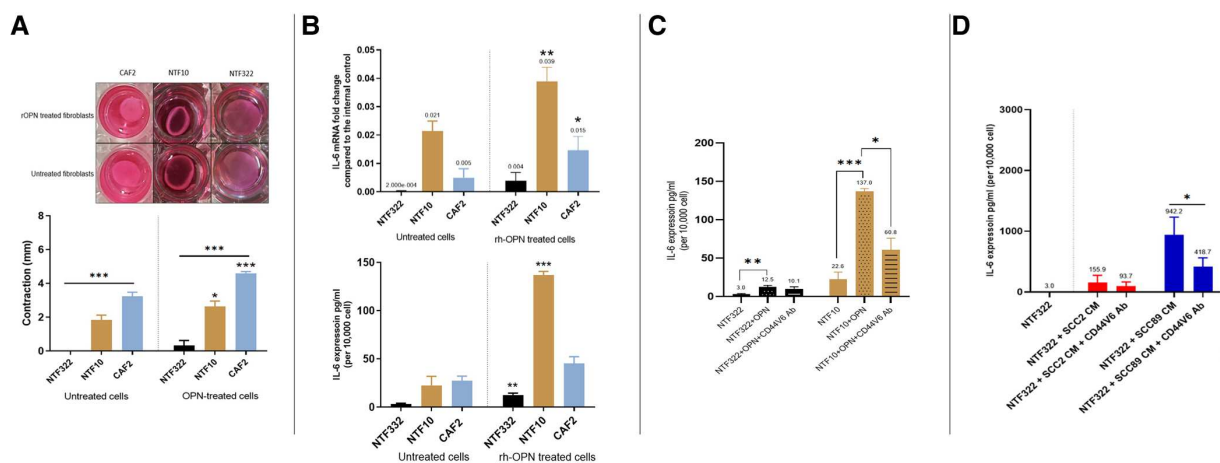 A
CAF2 NTF10 NTF322
rOPN treated fibroblasts
Untreated fibroblasts
Contraction (mm)
8
6
4
2
0
***
***
*
***
NTF322 NTF10 CAF2 NTF322 NTF10 CAF2
Untreated cells OPN-treated cells
B
IL-6 mRNA fold change
compared to the internal control
0.05
0.04
0.03
0.02
0.01
0.00
2.000e-004
0.021
0.005
0.004
**
0.039
*
0.015
NTF322 NTF10 CAF2 NTF322 NTF10 CAF2
Untreated cells rh-OPN treated cells
IL-6 expressoin pg/ml
(per 10,000 cell)
150
100
50
0
**
***
NTF332 NTF10 CAF2 NTF332 NTF10 CAF2
Untreated cells rh-OPN treated cells
C
IL-6 expressoin pg/ml
(per 10,000 cell)
200
150
100
50
0
3.0
**
12.5
10.1
22.6
***
137.0
*
60.8
NTF322
NTF322+OPN
NTF322+OPN+CD44V6 Ab
NTF10
NTF10+OPN
NTF10+OPN+CD44V6 Ab
D
IL-6 expressoin pg/ml (per 10,000 cell)
3000
2000
1000
0
3.0
155.9
93.7
942.2
*
418.7
NTF322
NTF322 + SCC2 CM
NTF322 + SCC2 CM + CD44V6 Ab
NTF322 + SCC89 CM
NTF322 + SCC89 CM + CD44V6 Ab